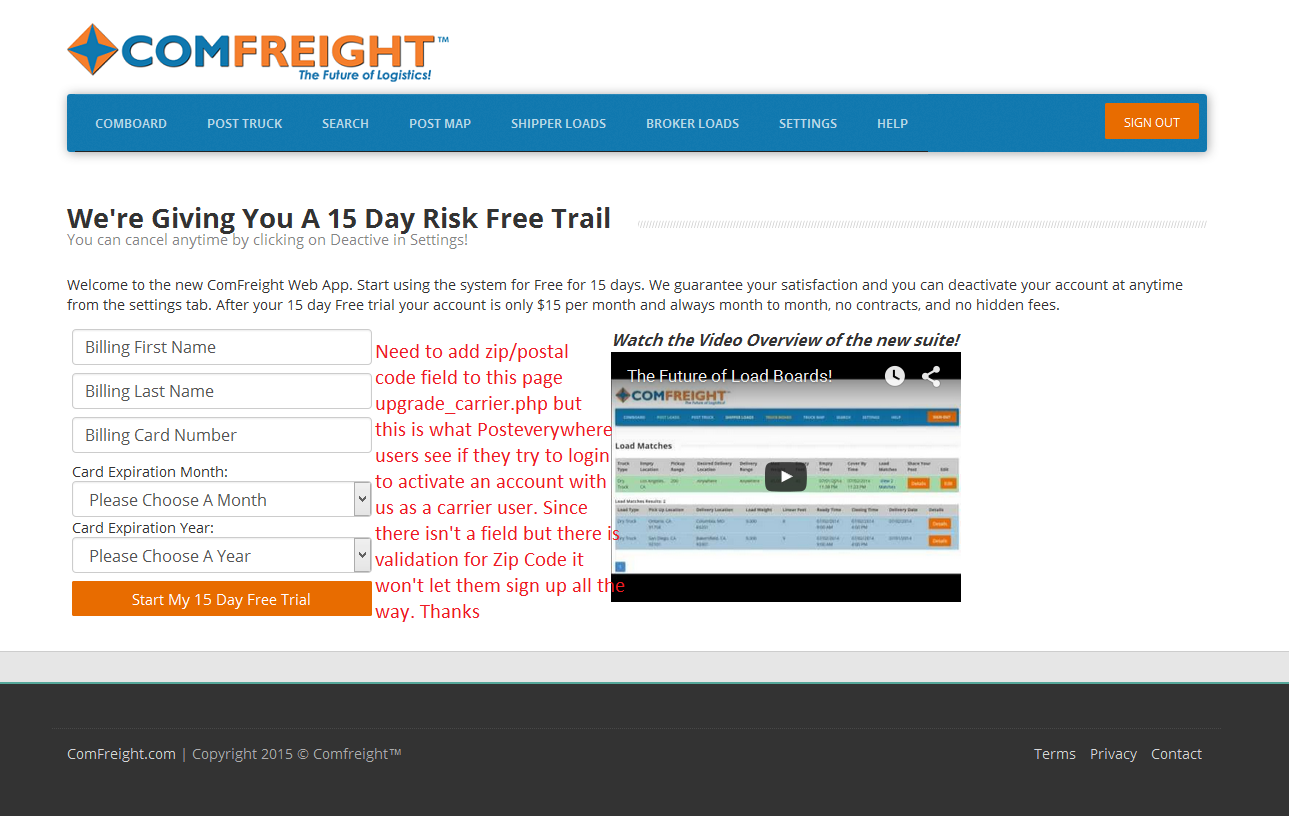 COMFREIGHT™
The Future of Logistics!
COMBOARD POST TRUCK SEARCH POST MAP SHIPPER LOADS BROKER LOADS SETTINGS HELP SIGN OUT
We're Giving You A 15 Day Risk Free Trail
You can cancel anytime by clicking on Deactive in Settings!
Welcome to the new ComFreight Web App. Start using the system for Free for 15 days. We guarantee your satisfaction and you can deactivate your account at anytime
from the settings tab. After your 15 day Free trial your account is only $15 per month and always month to month, no contracts, and no hidden fees.
Billing First Name
Billing Last Name
Billing Card Number
Card Expiration Month:
Please Choose A Month
Card Expiration Year:
Please Choose A Year
Start My 15 Day Free Trial
Need to add zip/postal
code field to this page
upgrade_carrier.php but
this is what Posteverywhere
users see if they try to login
to activate an account with
us as a carrier user. Since
there isn't a field but there is
validation for Zip Code it
won't let them sign up all the
way. Thanks
Watch the Video Overview of the new suite!
The Future of Load Boards!
COMFREIGHT
Load Matches
ComFreight.com | Copyright 2015 © Comfreight™
Terms Privacy Contact